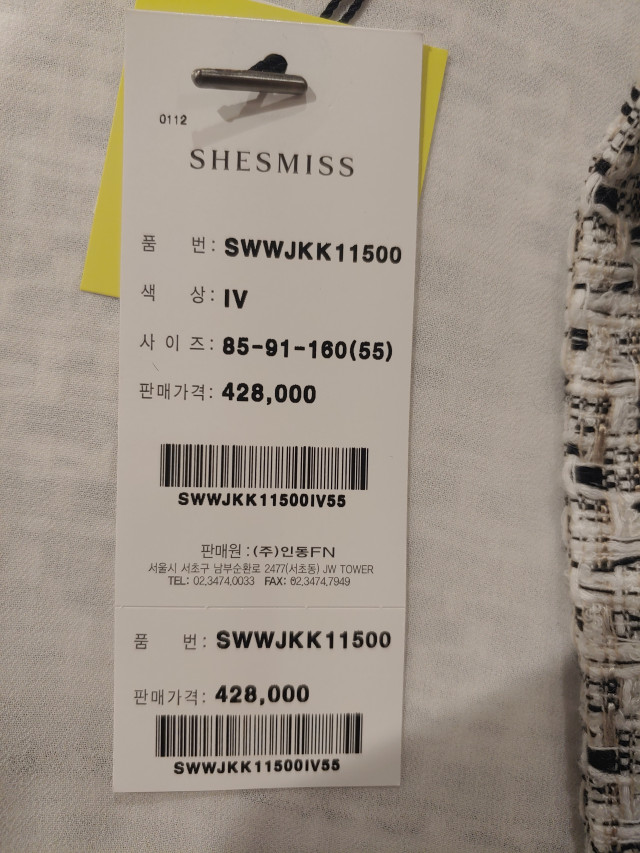 0112
SHESMISS
품 번: SWWJKK11500
색 상: IV
사 이 즈: 85-91-160(55)
판매가격: 428,000
SWWJKK11500IV55
판매원 : (주)인동FN
서울시 서초구 남부순환로 2477(서초동) JW TOWER
TEL: 02.3474.0033 FAX: 02.3474.7949
품 번: SWWJKK11500
판매가격: 428,000
SWWJKK11500IV55